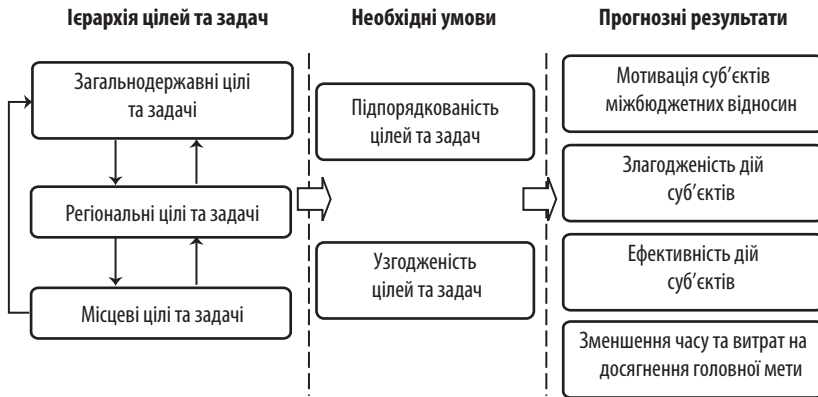 Ієрархія цілей та задач
Загальнодержавні цілі
та задачі
Регіональні цілі та задачі
Місцеві цілі та задачі
Необхідні умови
Підпорядкованість
цілей та задач
Узгодженість
цілей та задач
Прогнозні результати
Мотивація суб’єктів
міжбюджетних відносин
Злагодженість дій
суб’єктів
Ефективність дій
суб’єктів
Зменшення часу та витрат на
досягнення головної мети